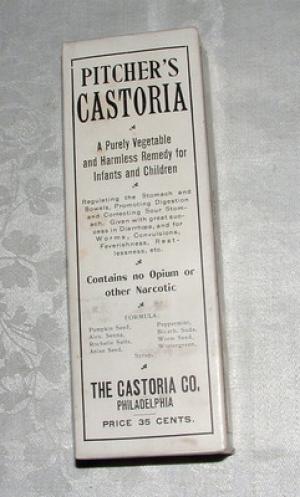 PITCHER'S
CASTORIA
A Purely Vegetable
and Harmless Remedy for
Infants and Children
Regulating the Stomach and
Bowels, Promoting Digestion
and Correcting Sour Stom-
ach. Given with great suc-
cess in Diarrhœa, and for
Worms, Convulsions,
Feverishness, Rest-
lessness, etc.
Contains no Opium or
other Narcotic
FORMULA.
Pumpkin Seed, Peppermint,
Alex. Senna, Bicarb. Soda,
Rochelle Salts, Worm Seed,
Anise Seed, Wintergreen,
Syrup.
THE CASTORIA CO.
PHILADELPHIA
PRICE 35 CENTS.